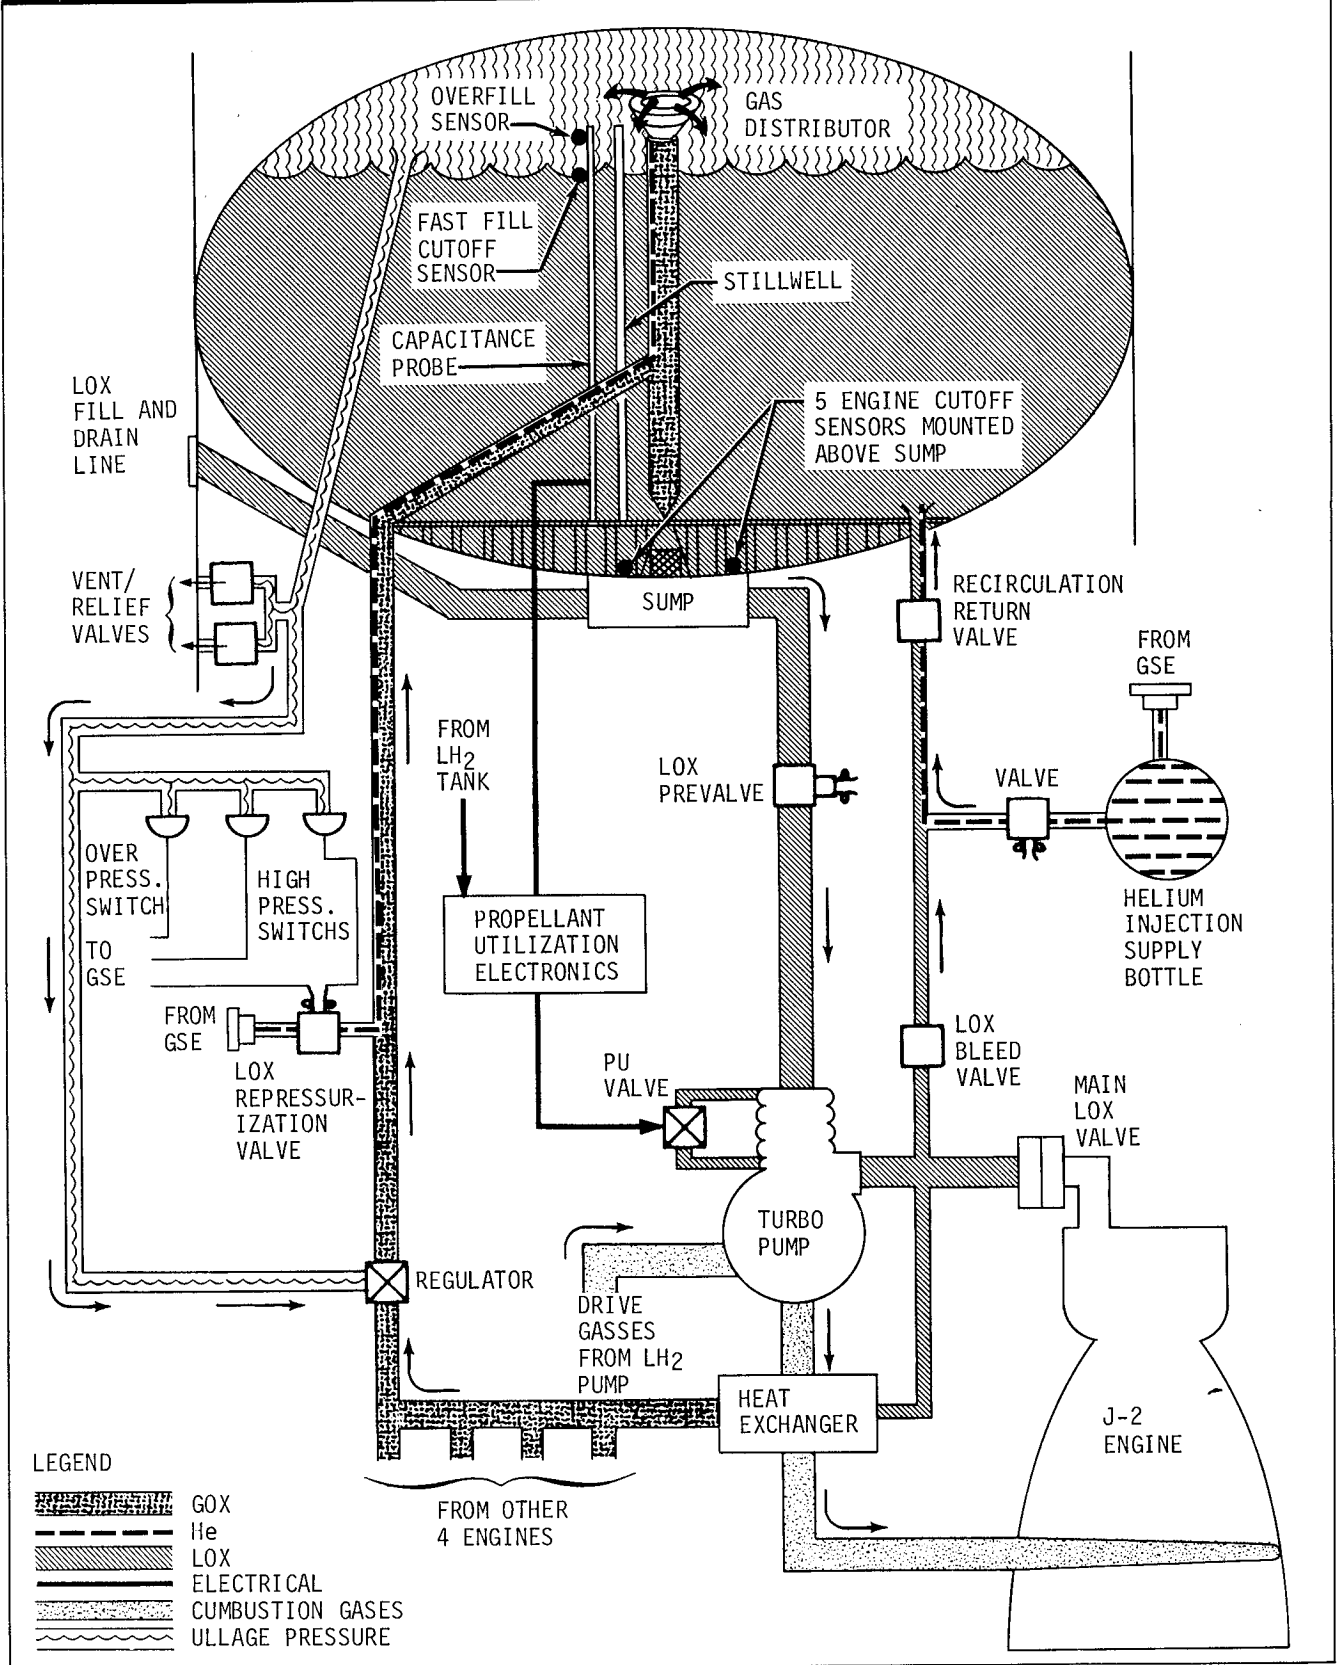 OVERFILL
SENSOR
GAS
DISTRIBUTOR
FAST FILL
CUTOFF
SENSOR
STILLWELL
CAPACITANCE
PROBE
LOX
FILL AND
DRAIN
LINE
5 ENGINE CUTOFF
SENSORS MOUNTED
ABOVE SUMP
VENT/
RELIEF
VALVES
SUMP
RECIRCULATION
RETURN
VALVE
FROM
GSE
FROM
LH2
TANK
LOX
PREVALVE
VALVE
OVER
PRESS.
SWITCH
HIGH
PRESS.
SWITCHS
TO
GSE
PROPELLANT
UTILIZATION
ELECTRONICS
HELIUM
INJECTION
SUPPLY
BOTTLE
FROM
GSE
LOX
REPRESSUR-
IZATION
VALVE
PU
VALVE
LOX
BLEED
VALVE
MAIN
LOX
VALVE
TURBO
PUMP
REGULATOR
DRIVE
GASSES
FROM LH2
PUMP
HEAT
EXCHANGER
J-2
ENGINE
FROM OTHER
4 ENGINES
LEGEND
GOX
He
LOX
ELECTRICAL
CUMBUSTION GASES
ULLAGE PRESSURE